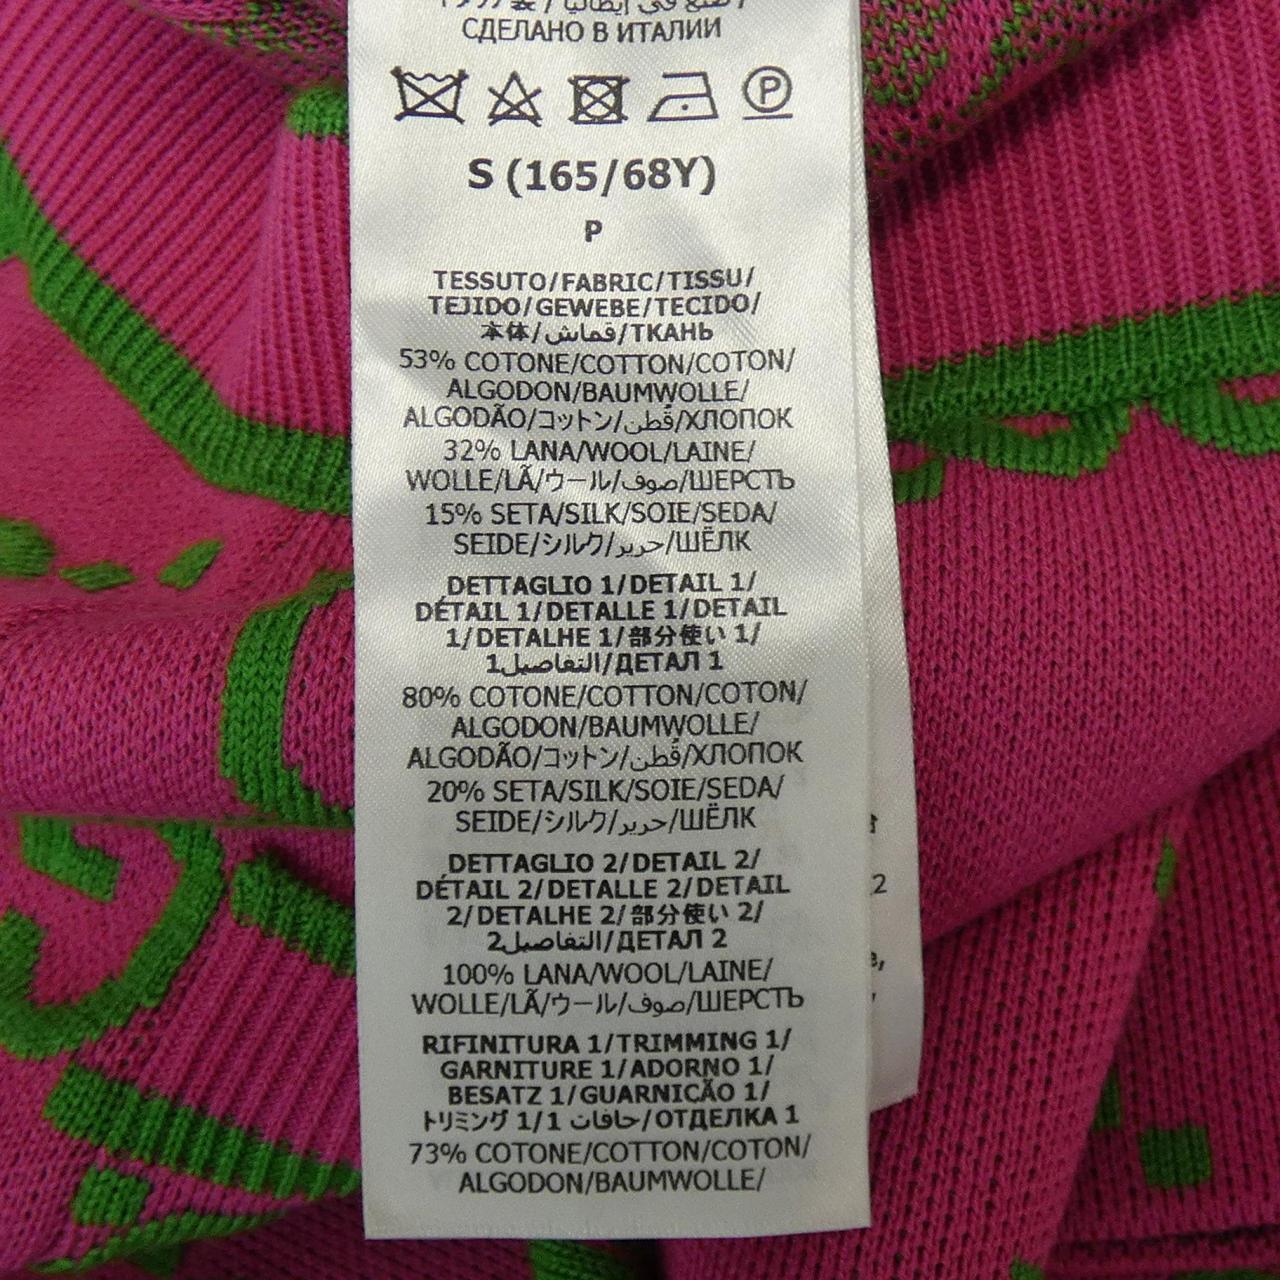 صنع في إيطاليا /
СДЕЛАНО В ИТАЛИИ
P
S (165/68Y)
P
TESSUTO/FABRIC/TISSU/
TEJIDO/GEWEBE/TECIDO/
本体/قماش/ТКАНЬ
53% COTONE/COTTON/COTON/
ALGODON/BAUMWOLLE/
ALGODÃO/コットン/قطن/ХЛОПОК
32% LANA/WOOL/LAINE/
WOLLE/LÃ/ウール/صوف/ШЕРСТЬ
15% SETA/SILK/SOIE/SEDA/
SEIDE/シルク/حرير/ШЁЛК
DETTAGLIO 1/DETAIL 1/
DÉTAIL 1/DETALLE 1/DETAIL
1/DETALHE 1/部分使い 1/
التفاصيل1/ДЕТАЛ 1
80% COTONE/COTTON/COTON/
ALGODON/BAUMWOLLE/
ALGODÃO/コットン/قطن/ХЛОПОК
20% SETA/SILK/SOIE/SEDA/
SEIDE/シルク/حرير/ШЁЛК
DETTAGLIO 2/DETAIL 2/
DÉTAIL 2/DETALLE 2/DETAIL
2/DETALHE 2/部分使い 2/
التفاصيل2/ДЕТАЛ 2
100% LANA/WOOL/LAINE/
WOLLE/LÃ/ウール/صوف/ШЕРСТЬ
RIFINITURA 1/TRIMMING 1/
GARNITURE 1/ADORNO 1/
BESATZ 1/GUARNIÇÃO 1/
トリミング 1/حافات 1/ОТДЕЛКА 1
73% COTONE/COTTON/COTON/
ALGODON/BAUMWOLLE/
2